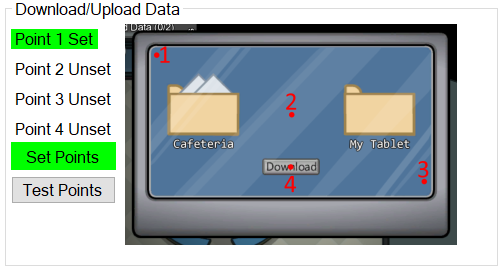 Download/Upload Data
Data (0/2)
Point 1 Set
Point 2 Unset
Point 3 Unset
Point 4 Unset
Set Points
Test Points
1
2
Cafeteria
My Tablet
Download
3
4